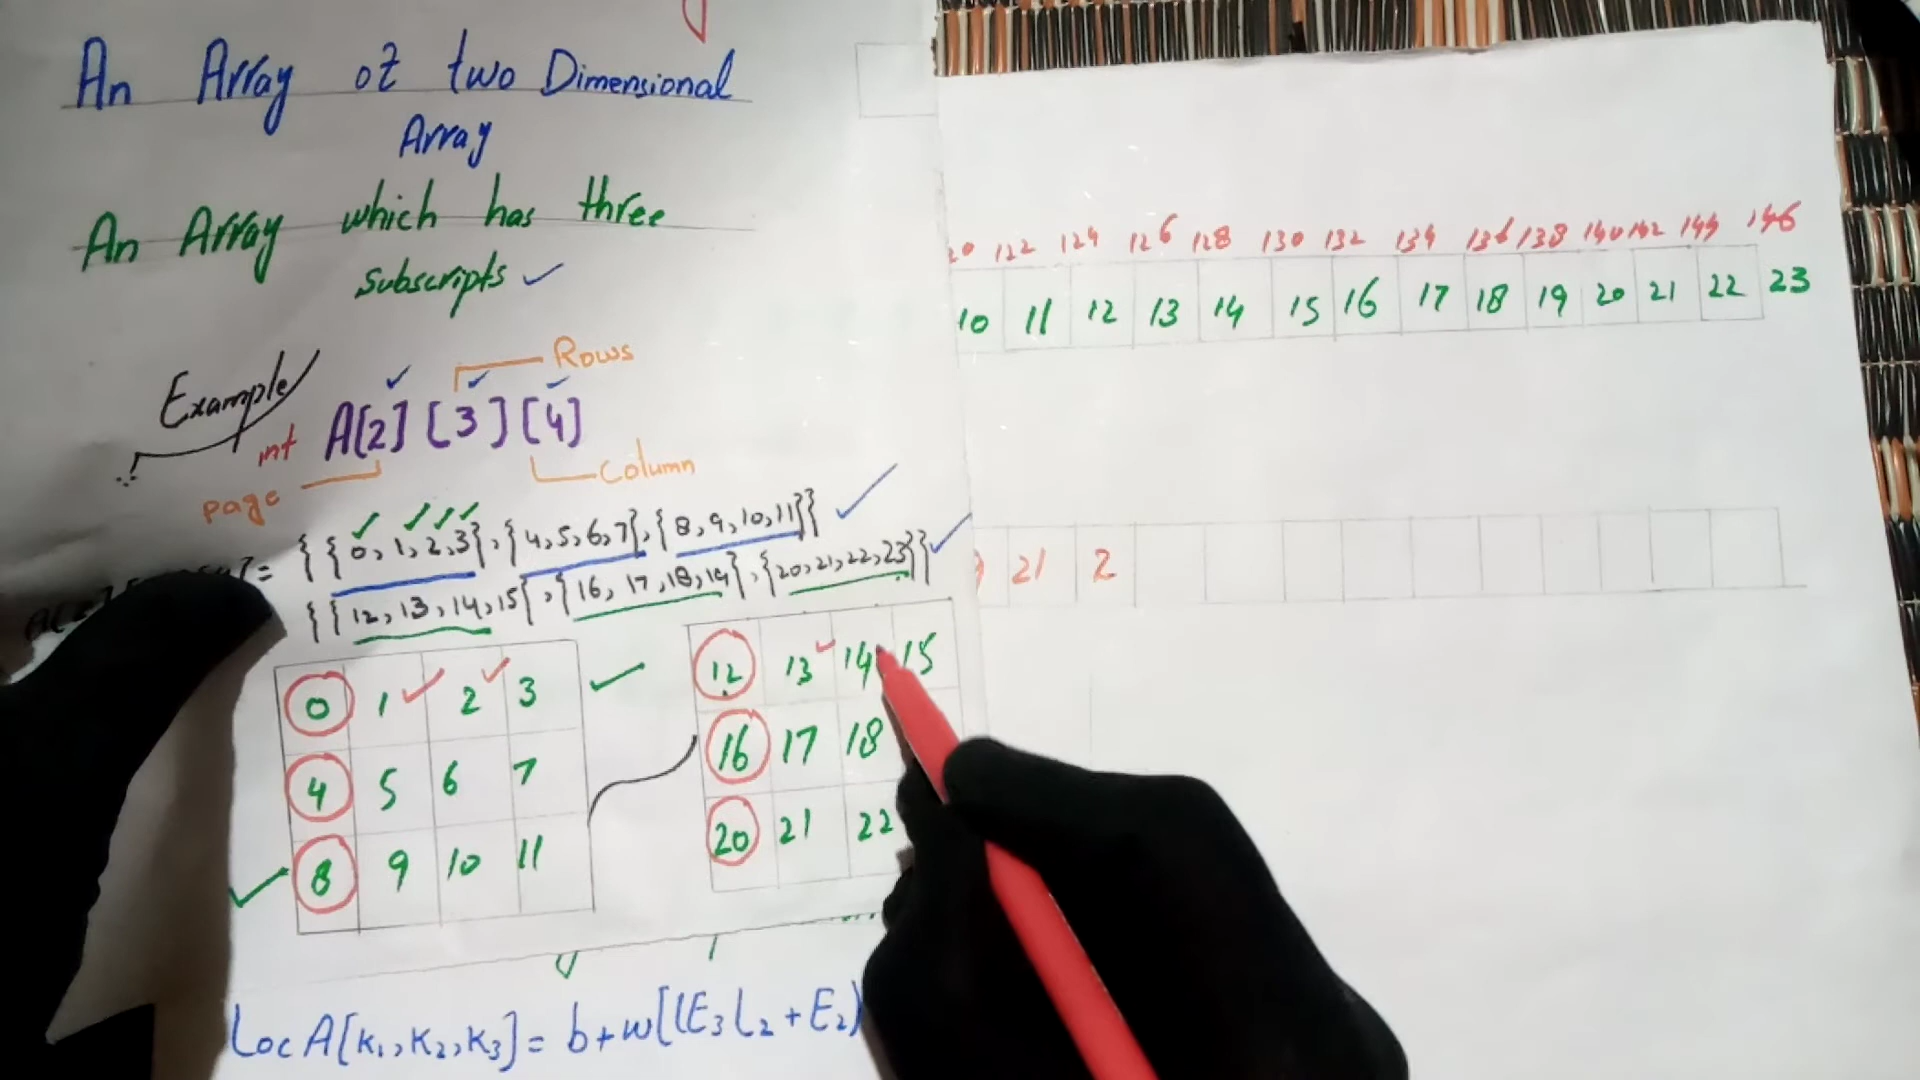 An Array of two Dimensional
Array
An Array which has three
subscripts
Example
Rows
int A[2] [3] [4]
page
Column
= { { 0, 1, 2, 3}, {4, 5, 6, 7}, {8, 9, 10, 11}}
{ { 12, 13, 14, 15}, {16, 17, 18, 19}, {20, 21, 22, 23}}
0 1 2 3
4 5 6 7
8 9 10 11
12 13 14 15
16 17 18
20 21 22
Loc A[K1, K2, K3] = b + w[(E3 L2 + E2)
20 122 124 126 128 130 132 134 136 138 140 142 144 146
10 11 12 13 14 15 16 17 18 19 20 21 22 23
21 2